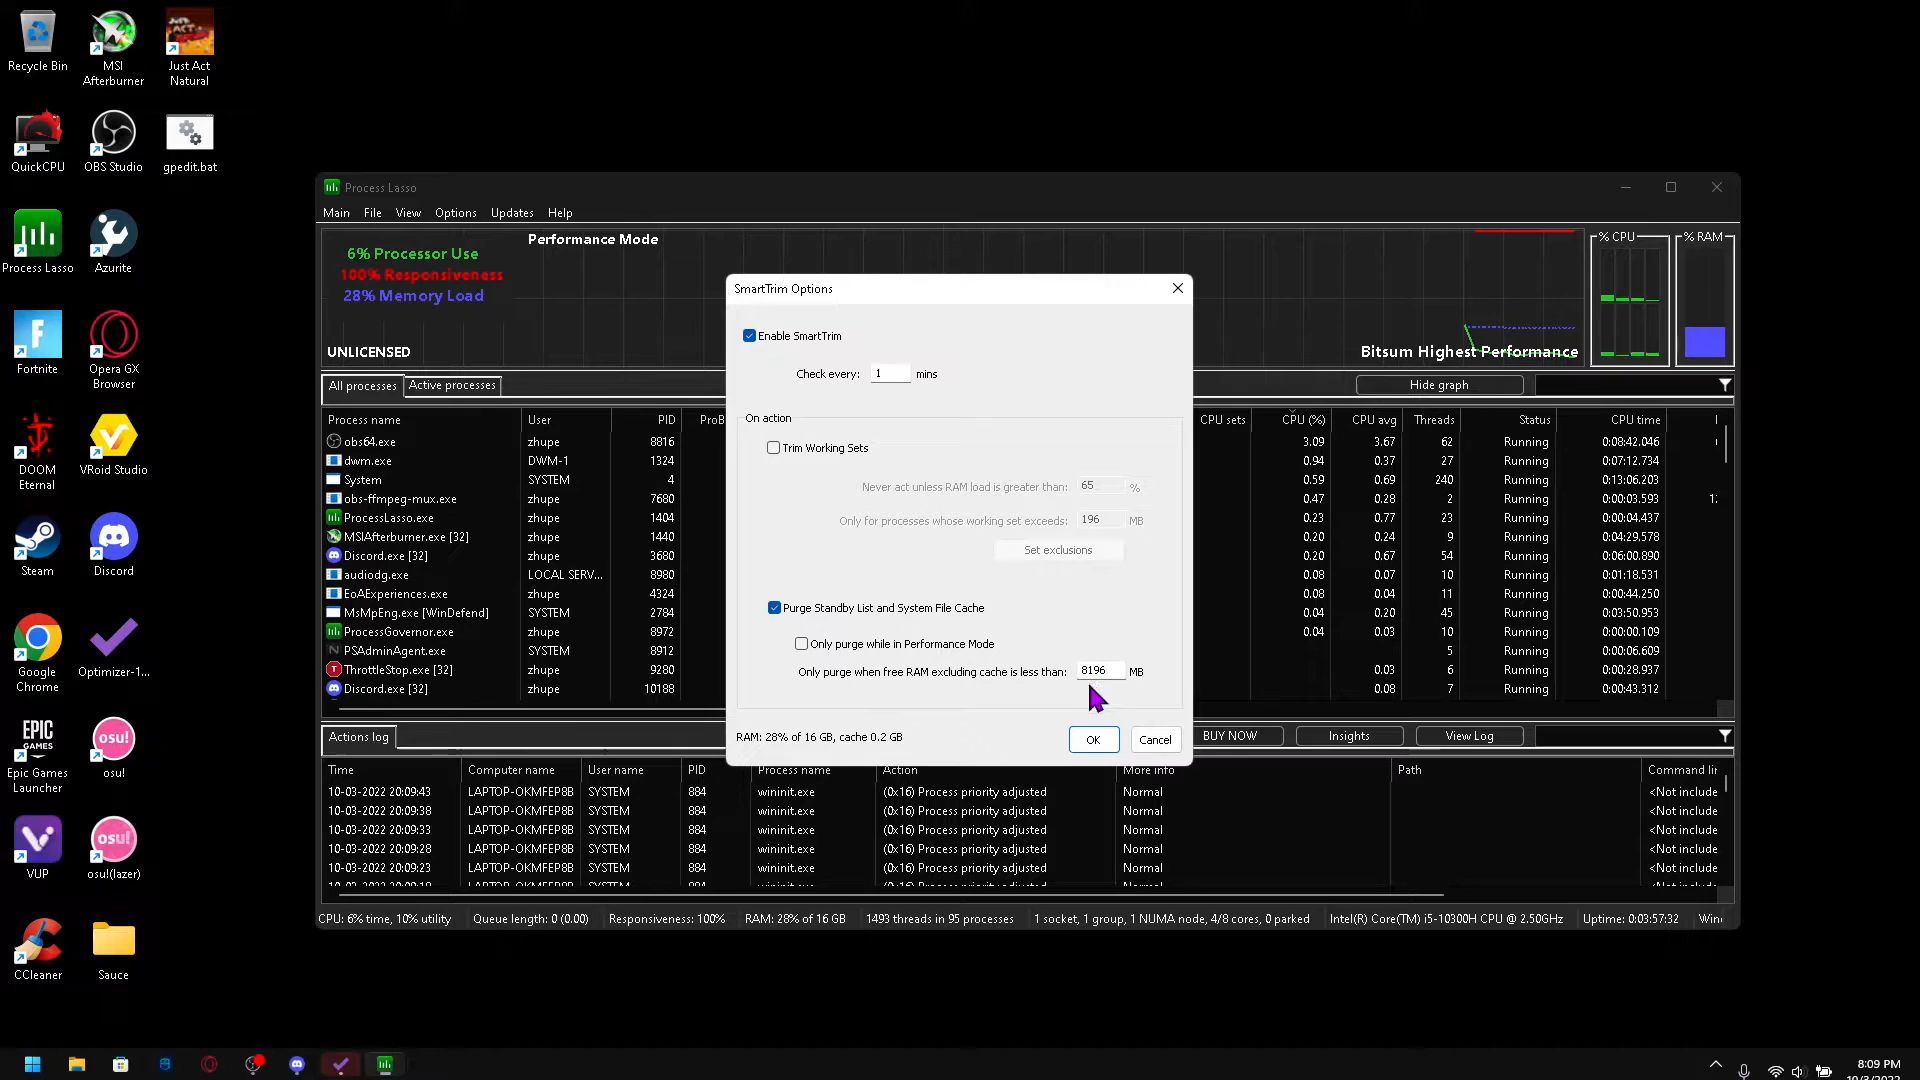 Recycle Bin
MSI
Afterburner
Just Act
Natural
QuickCPU
OBS Studio
gpedit.bat
Process Lasso
Azurite
Fortnite
Opera GX
Browser
DOOM
Eternal
VRoid Studio
Steam
Discord
Google
Chrome
Optimizer-1...
EPIC
GAMES
Epic Games
Launcher
osu!
osu!
VUP
osu!
osu!(lazer)
CCleaner
Sauce
Process Lasso
Main File View Options Updates Help
6% Processor Use
100% Responsiveness
28% Memory Load
UNLICENSED
Performance Mode
Bitsum Highest Performance
% CPU
% RAM
All processes Active processes
Hide graph
Process name User PID ProB CPU sets CPU (%) CPU avg Threads Status CPU time
obs64.exe zhupe 8816 3.09 3.67 62 Running 0:08:42.046
dwm.exe DWM-1 1324 0.94 0.37 27 Running 0:07:12.734
System SYSTEM 4 0.59 0.69 240 Running 0:13:06.203
obs-ffmpeg-mux.exe zhupe 7680 0.47 0.28 2 Running 0:00:03.593
ProcessLasso.exe zhupe 1404 0.23 0.77 23 Running 0:00:04.437
MSIAfterburner.exe [32] zhupe 1440 0.20 0.24 9 Running 0:04:29.578
Discord.exe [32] zhupe 3680 0.20 0.67 54 Running 0:06:00.890
audiodg.exe LOCAL SERV... 8980 0.08 0.07 10 Running 0:01:18.531
EoAExperiences.exe zhupe 4324 0.08 0.04 11 Running 0:00:44.250
MsMpEng.exe [WinDefend] SYSTEM 2784 0.04 0.20 45 Running 0:03:50.953
ProcessGovernor.exe zhupe 8972 0.04 0.03 10 Running 0:00:00.109
PSAdminAgent.exe SYSTEM 8912 5 Running 0:00:06.609
ThrottleStop.exe [32] zhupe 9280 0.03 6 Running 0:00:28.937
Discord.exe [32] zhupe 10188 0.08 7 Running 0:00:43.312
SmartTrim Options
Enable SmartTrim
Check every: 1 mins
On action
Trim Working Sets
Never act unless RAM load is greater than: 65 %
Only for processes whose working set exceeds: 196 MB
Set exclusions
Purge Standby List and System File Cache
Only purge while in Performance Mode
Only purge when free RAM excluding cache is less than: 8196 MB
RAM: 28% of 16 GB, cache 0.2 GB
OK Cancel
Actions log
BUY NOW Insights View Log
Time Computer name User name PID Process name Action More info Path Command lir
10-03-2022 20:09:43 LAPTOP-OKMFEP8B SYSTEM 884 wininit.exe (0x16) Process priority adjusted Normal <Not include
10-03-2022 20:09:38 LAPTOP-OKMFEP8B SYSTEM 884 wininit.exe (0x16) Process priority adjusted Normal <Not include
10-03-2022 20:09:33 LAPTOP-OKMFEP8B SYSTEM 884 wininit.exe (0x16) Process priority adjusted Normal <Not include
10-03-2022 20:09:28 LAPTOP-OKMFEP8B SYSTEM 884 wininit.exe (0x16) Process priority adjusted Normal <Not include
10-03-2022 20:09:23 LAPTOP-OKMFEP8B SYSTEM 884 wininit.exe (0x16) Process priority adjusted Normal <Not include
CPU: 6% time, 10% utility Queue length: 0 (0.00) Responsiveness: 100% RAM: 28% of 16 GB 1493 threads in 95 processes 1 socket, 1 group, 1 NUMA node, 4/8 cores, 0 parked Intel(R) Core(TM) i5-10300H CPU @ 2.50GHz Uptime: 0:03:57:32
8:09 PM